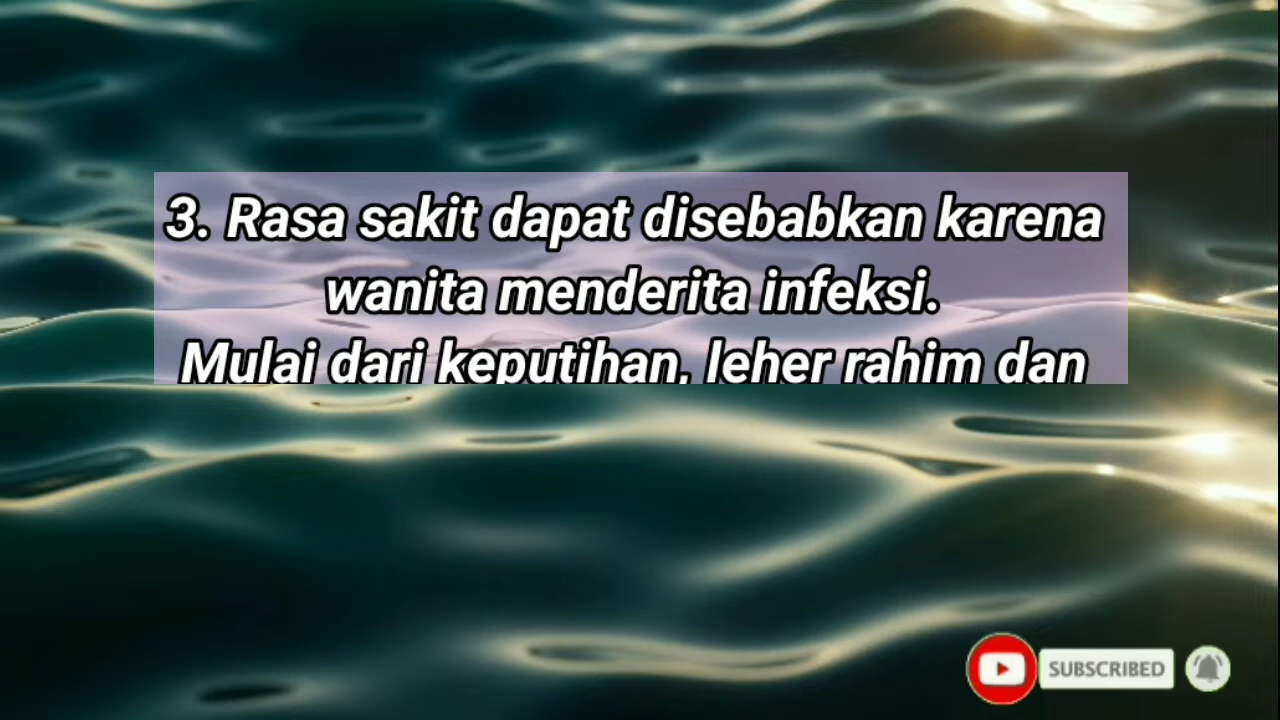 3. Rasa sakit dapat disebabkan karena
wanita menderita infeksi.
Mulai dari keputihan, leher rahim dan
SUBSCRIBED